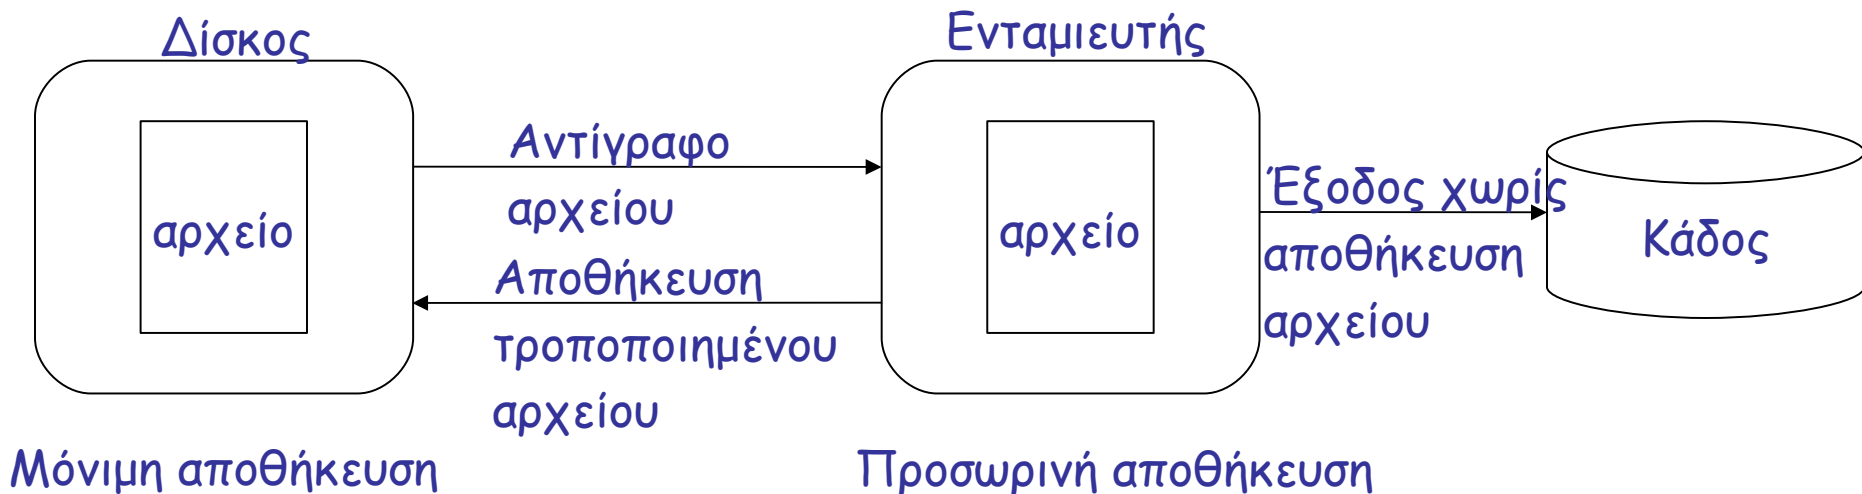 Δίσκος
Ενταμιευτής
Αντίγραφο
αρχείου
αρχείο
Αποθήκευση
τροποποιημένου
αρχείου
αρχείο
Έξοδος χωρίς
αποθήκευση
αρχείου
Κάδος
Μόνιμη αποθήκευση
Προσωρινή αποθήκευση